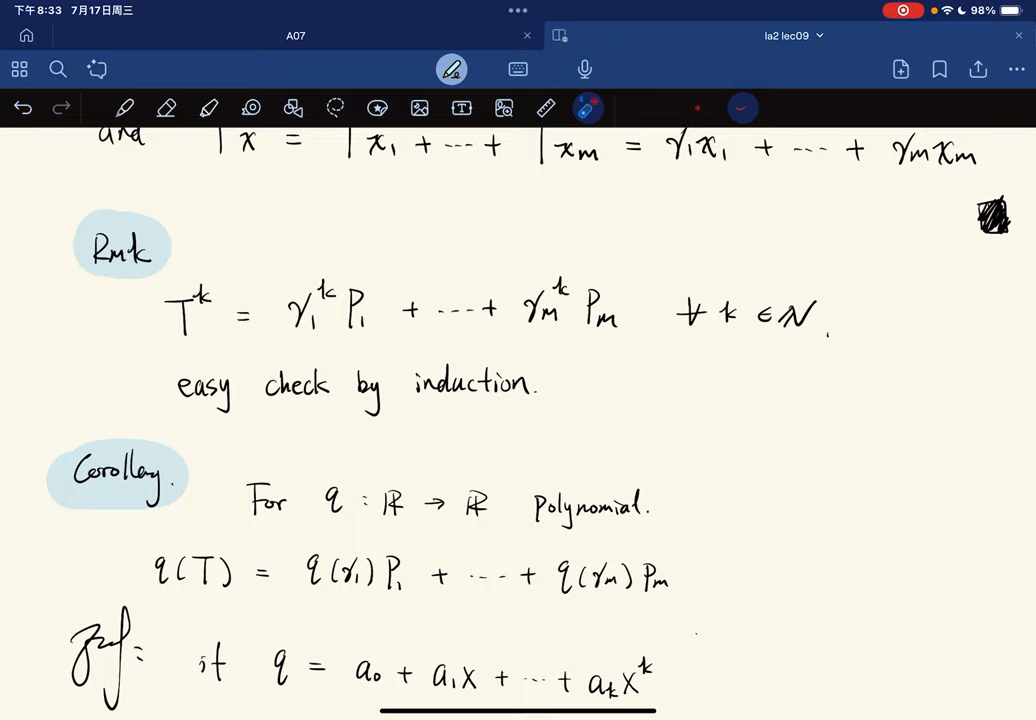 下午8:33 7月17日周三
98%
A07
la2 lec09
and Tx = Tx₁ + ⋯ + Txₘ = γ₁x₁ + ⋯ + γₘxₘ
Rmk
Tᵏ = γ₁ᵏ P₁ + ⋯ + γₘᵏ Pₘ ∀ k ∈ ℕ.
easy check by induction.
Corollay.
For q : ℝ → ℝ Polynomial.
q(T) = q(γ₁)P₁ + ⋯ + q(γₘ)Pₘ
Prf: if q = a₀ + a₁x + ⋯ + aₖxᵏ